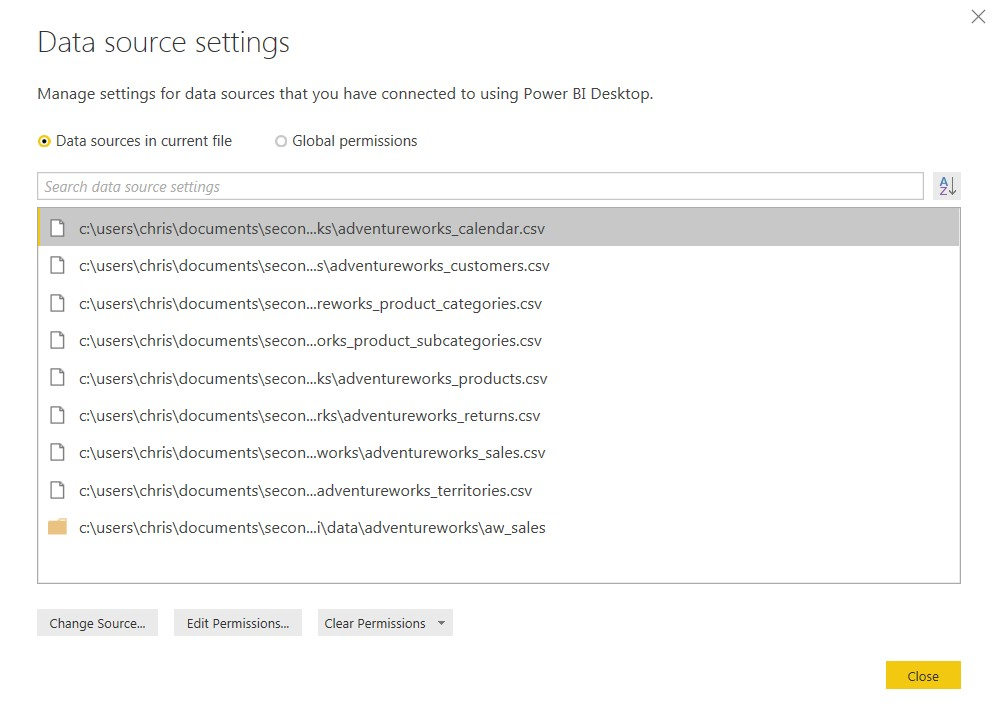 Data source settings
Manage settings for data sources that you have connected to using Power BI Desktop.
Data sources in current file Global permissions
Search data source settings AZ
c:\users\chris\documents\secon...ks\adventureworks_calendar.csv
c:\users\chris\documents\secon...s\adventureworks_customers.csv
c:\users\chris\documents\secon...reworks_product_categories.csv
c:\users\chris\documents\secon...orks_product_subcategories.csv
c:\users\chris\documents\secon...ks\adventureworks_products.csv
c:\users\chris\documents\secon...rks\adventureworks_returns.csv
c:\users\chris\documents\secon...works\adventureworks_sales.csv
c:\users\chris\documents\secon...adventureworks_territories.csv
c:\users\chris\documents\secon...i\data\adventureworks\aw_sales
Change Source... Edit Permissions... Clear Permissions
Close